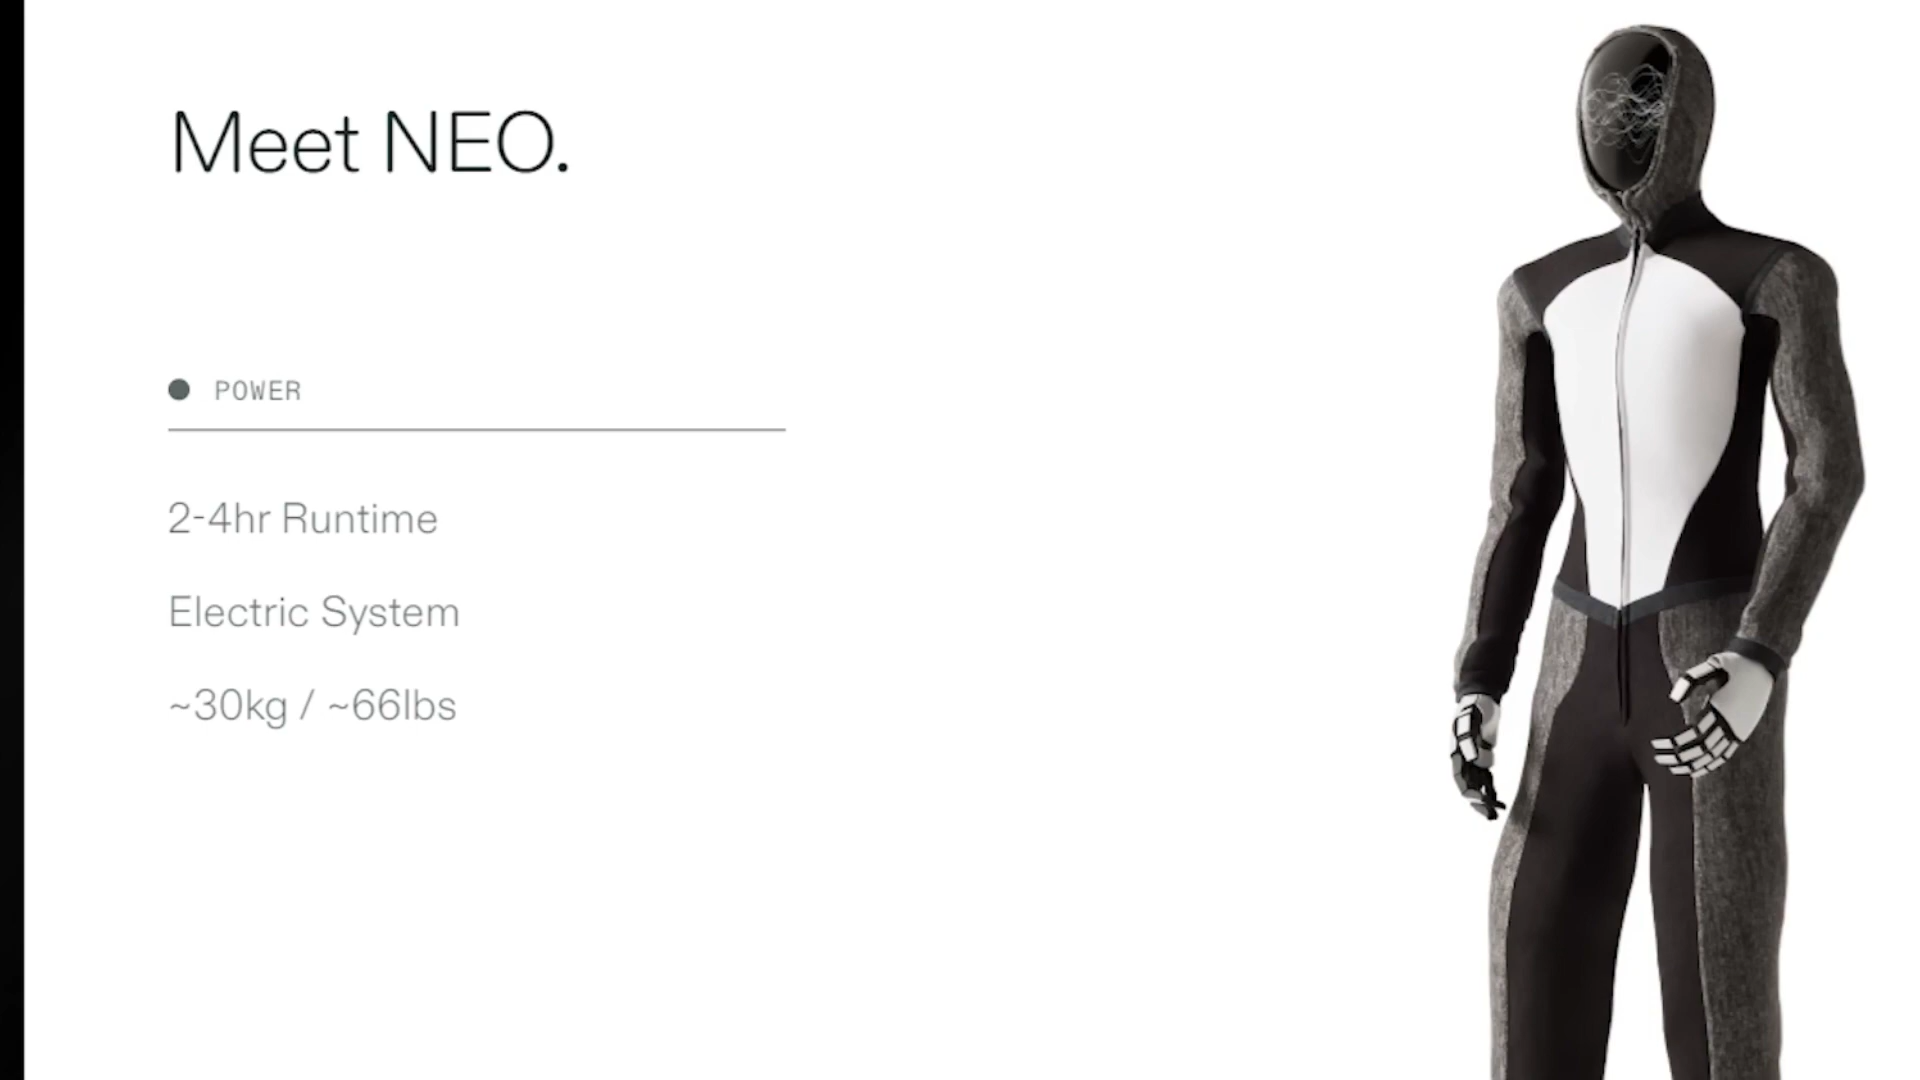 Meet NEO.
POWER
2-4hr Runtime
Electric System
~30kg / ~66lbs